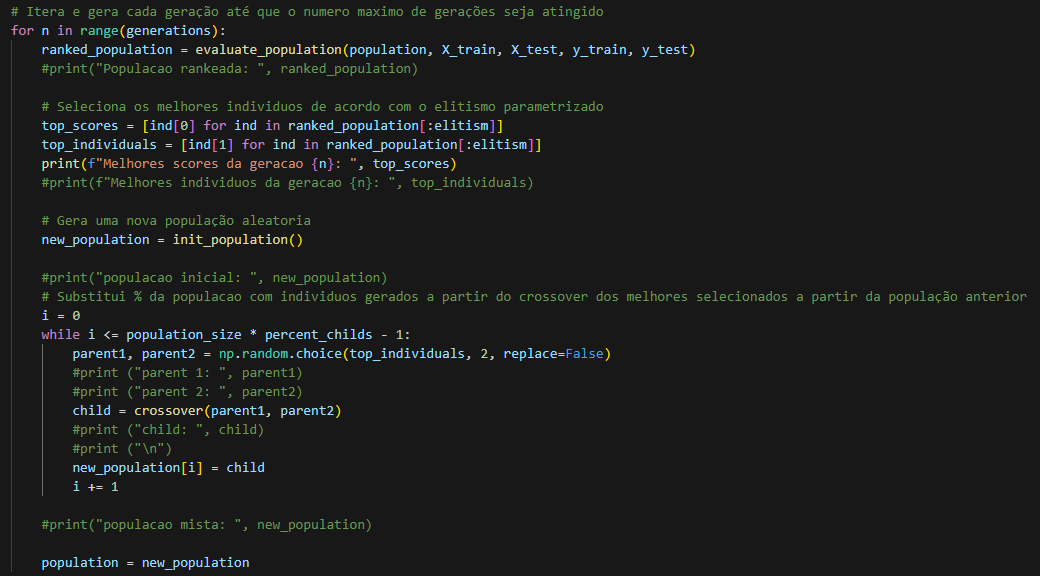 # Itera e gera cada geração até que o numero maximo de gerações seja atingido
for n in range(generations):
    ranked_population = evaluate_population(population, X_train, X_test, y_train, y_test)
    #print("Populacao rankeada: ", ranked_population)

    # Seleciona os melhores individuos de acordo com o elitismo parametrizado
    top_scores = [ind[0] for ind in ranked_population[:elitism]]
    top_individuals = [ind[1] for ind in ranked_population[:elitism]]
    print(f"Melhores scores da geracao {n}: ", top_scores)
    #print(f"Melhores individuos da geracao {n}: ", top_individuals)

    # Gera uma nova população aleatoria
    new_population = init_population()

    #print("populacao inicial: ", new_population)
    # Substitui % da populacao com individuos gerados a partir do crossover dos melhores selecionados a partir da população anterior
    i = 0
    while i <= population_size * percent_childs - 1:
        parent1, parent2 = np.random.choice(top_individuals, 2, replace=False)
        #print ("parent 1: ", parent1)
        #print ("parent 2: ", parent2)
        child = crossover(parent1, parent2)
        #print ("child: ", child)
        #print ("\n")
        new_population[i] = child
        i += 1

    #print("populacao mista: ", new_population)

    population = new_population